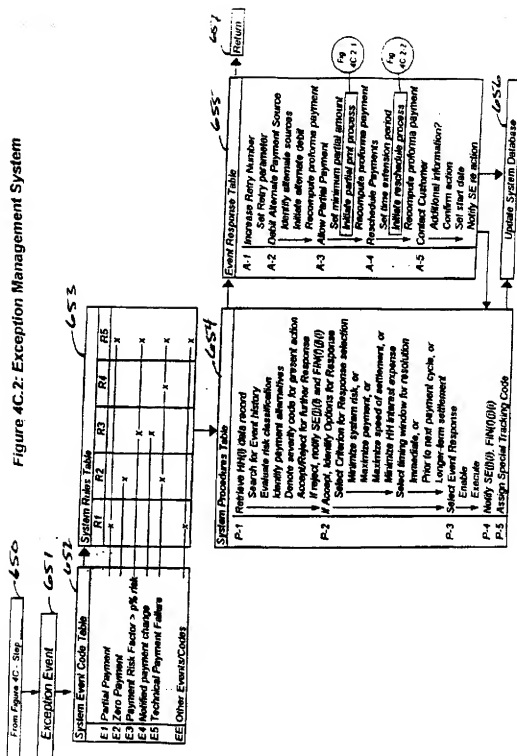 Figure 4C.2: Exception Management System
From Figure 4C - Step
650
Exception Event
651
System Event Code Table
652
E1 Partial Payment
E2 Zero Payment
E3 Payment Risk Factor > p% risk
E4 Notified payment change
E5 Technical Payment Failure
EE Other Events/Codes
System Rules Table
653
R1 R2 R3 R4 R5
x x
x x
x x
x x
x x
System Procedures Table
654
P-1 Retrieve HH(i) data record
Search for Event history
Evaluate risk classification
Identify payment alternatives
Denote severity code for present action
Accept/Reject for further Response
If reject, notify SE(j)(i) and FIN(f)(j)(i)
P-2 If Accept, Identify Options for Response
Select Criterion for Response selection
Minimize system risk, or
Maximize payment, or
Maximize speed of settlement, or
Minimize HH interest expense
Select timing window for resolution
Immediate, or
Prior to next payment cycle, or
Longer-term settlement
P-3 Select Event Response
Enable
Execute
P-4 Notify SE(j)(i), FIN(f)(j)(i)
P-5 Assign Special Tracking Code
Event Response Table
655
A-1 Increase Retry Number
Set Retry parameter
A-2 Debit Alternate Payment Source
Identify alternate sources
Initiate alternate debit
Recompute proforma payment
A-3 Allow Partial Payment
Set minimum partial amount
Initiate partial pmt process
Recompute proforma payment
A-4 Reschedule Payments
Set time extension period
Initiate reschedule process
Recompute proforma payment
A-5 Contact Customer
Additional information?
Confirm action
Set start date
Notify SE re action
Fig
4C.2.1
Fig
4C.2.2
Update System Database
656
Return
657